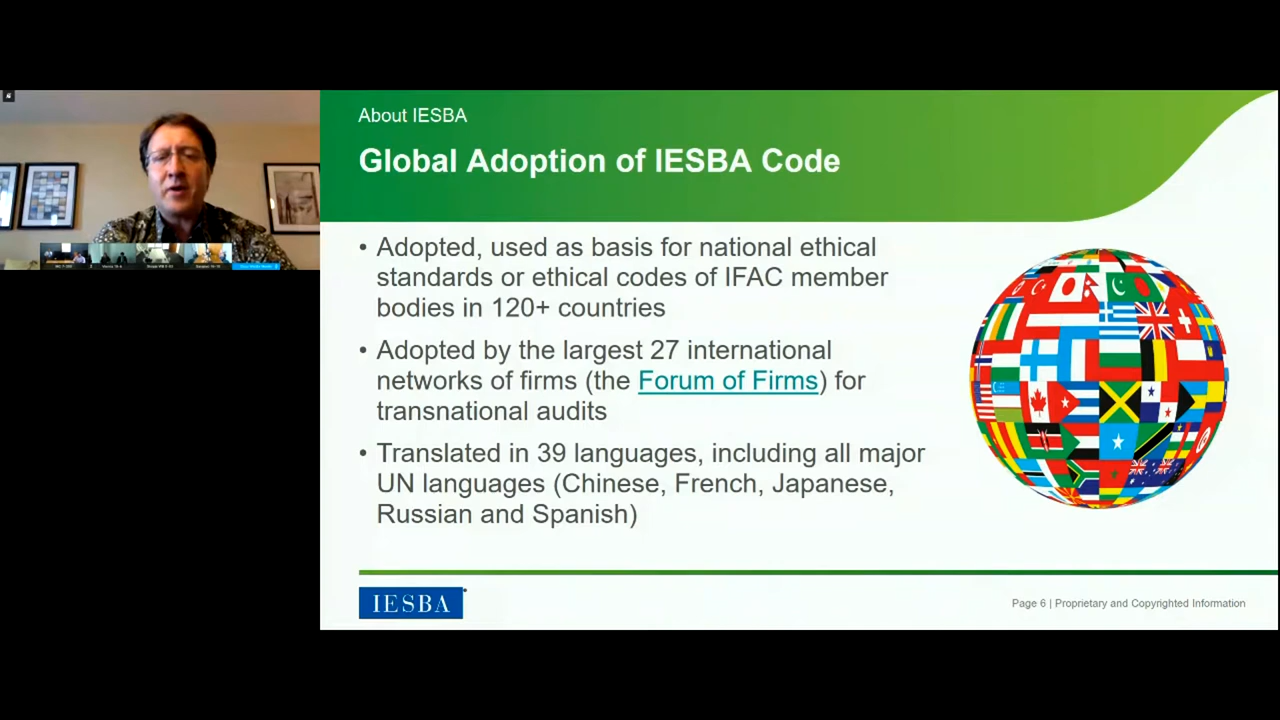 About IESBA
Global Adoption of IESBA Code
• Adopted, used as basis for national ethical
standards or ethical codes of IFAC member
bodies in 120+ countries
• Adopted by the largest 27 international
networks of firms (the Forum of Firms) for
transnational audits
• Translated in 39 languages, including all major
UN languages (Chinese, French, Japanese,
Russian and Spanish)
IESBA
Page 6 | Proprietary and Copyrighted Information